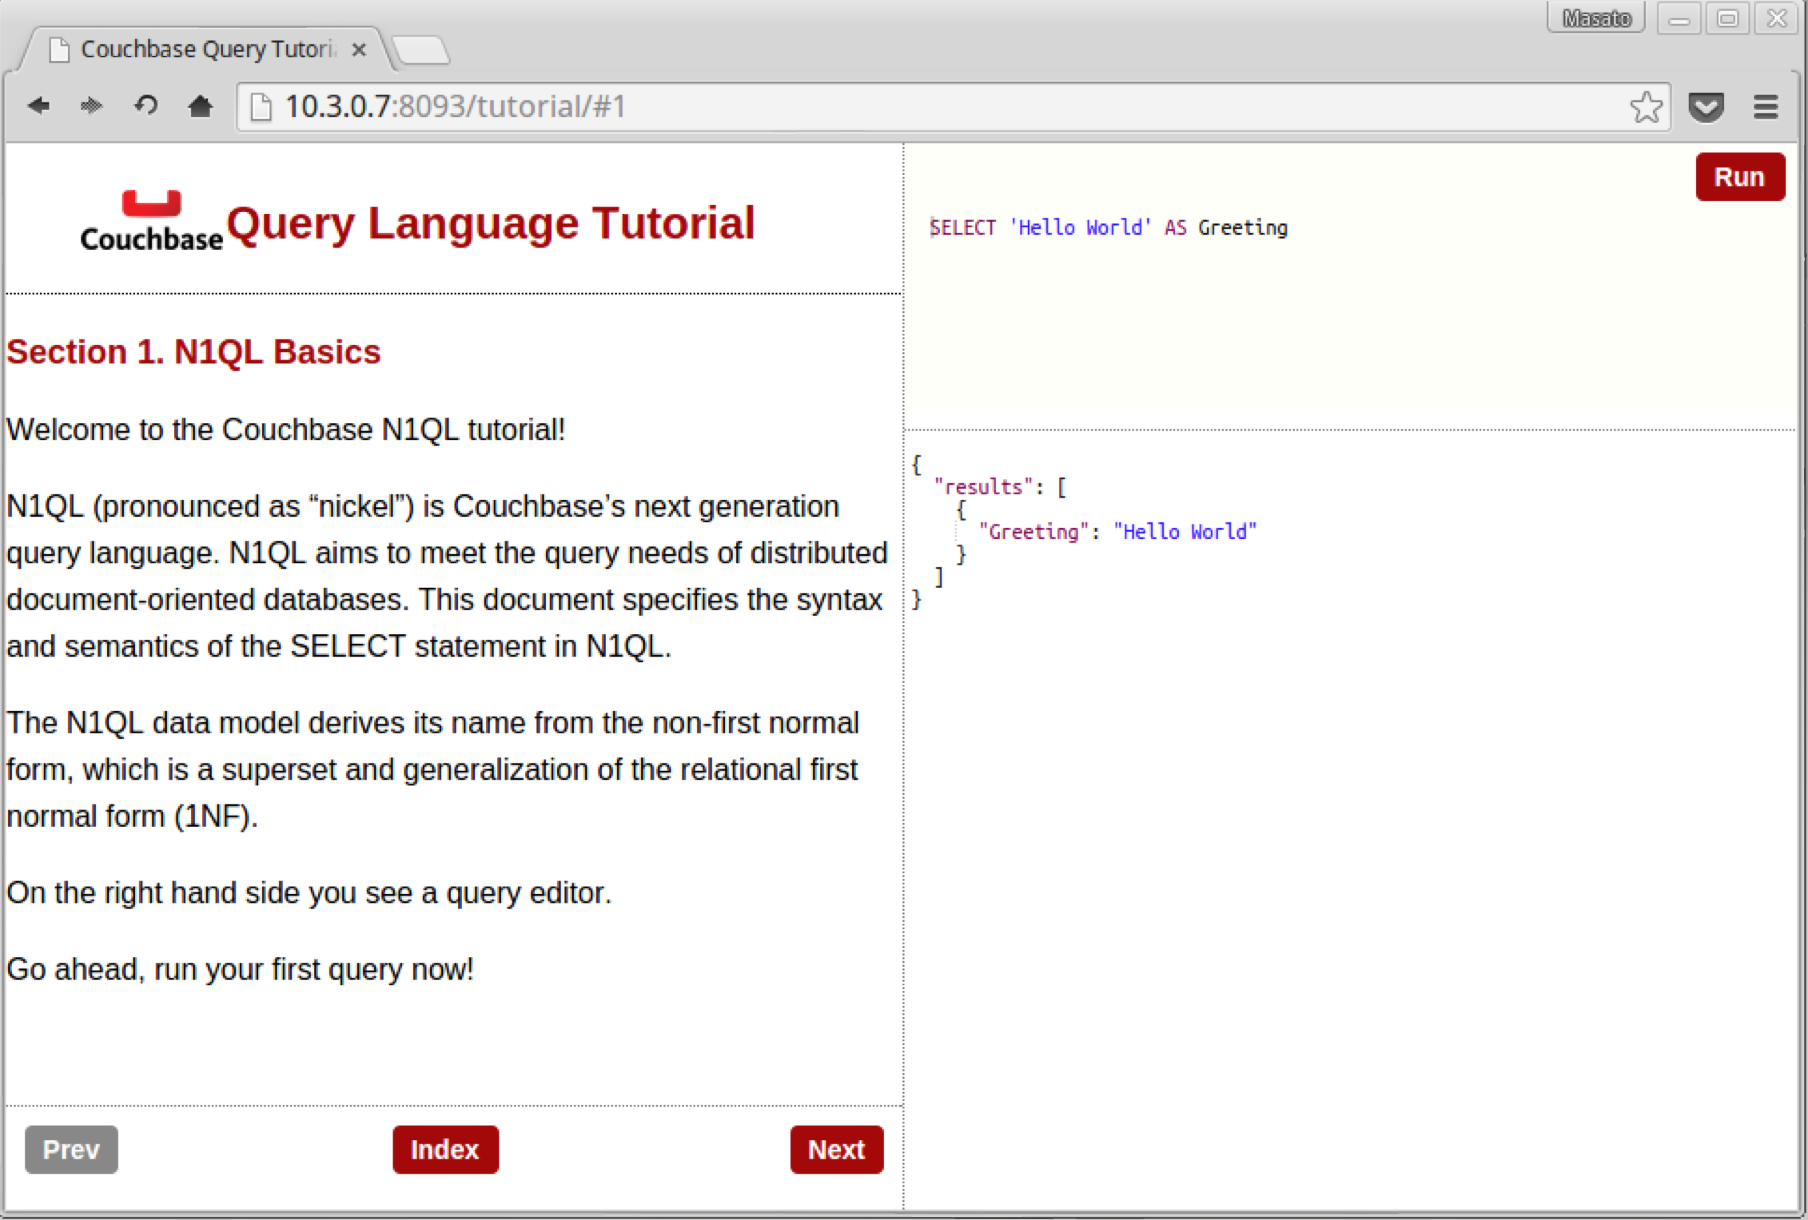 Masato
Couchbase Query Tutori
10.3.0.7:8093/tutorial/#1
Couchbase
Query Language Tutorial
Section 1. N1QL Basics
Welcome to the Couchbase N1QL tutorial!
N1QL (pronounced as “nickel”) is Couchbase’s next generation
query language. N1QL aims to meet the query needs of distributed
document-oriented databases. This document specifies the syntax
and semantics of the SELECT statement in N1QL.
The N1QL data model derives its name from the non-first normal
form, which is a superset and generalization of the relational first
normal form (1NF).
On the right hand side you see a query editor.
Go ahead, run your first query now!
Prev
Index
Next
Run
SELECT 'Hello World' AS Greeting
{
"results": [
{
"Greeting": "Hello World"
}
]
}